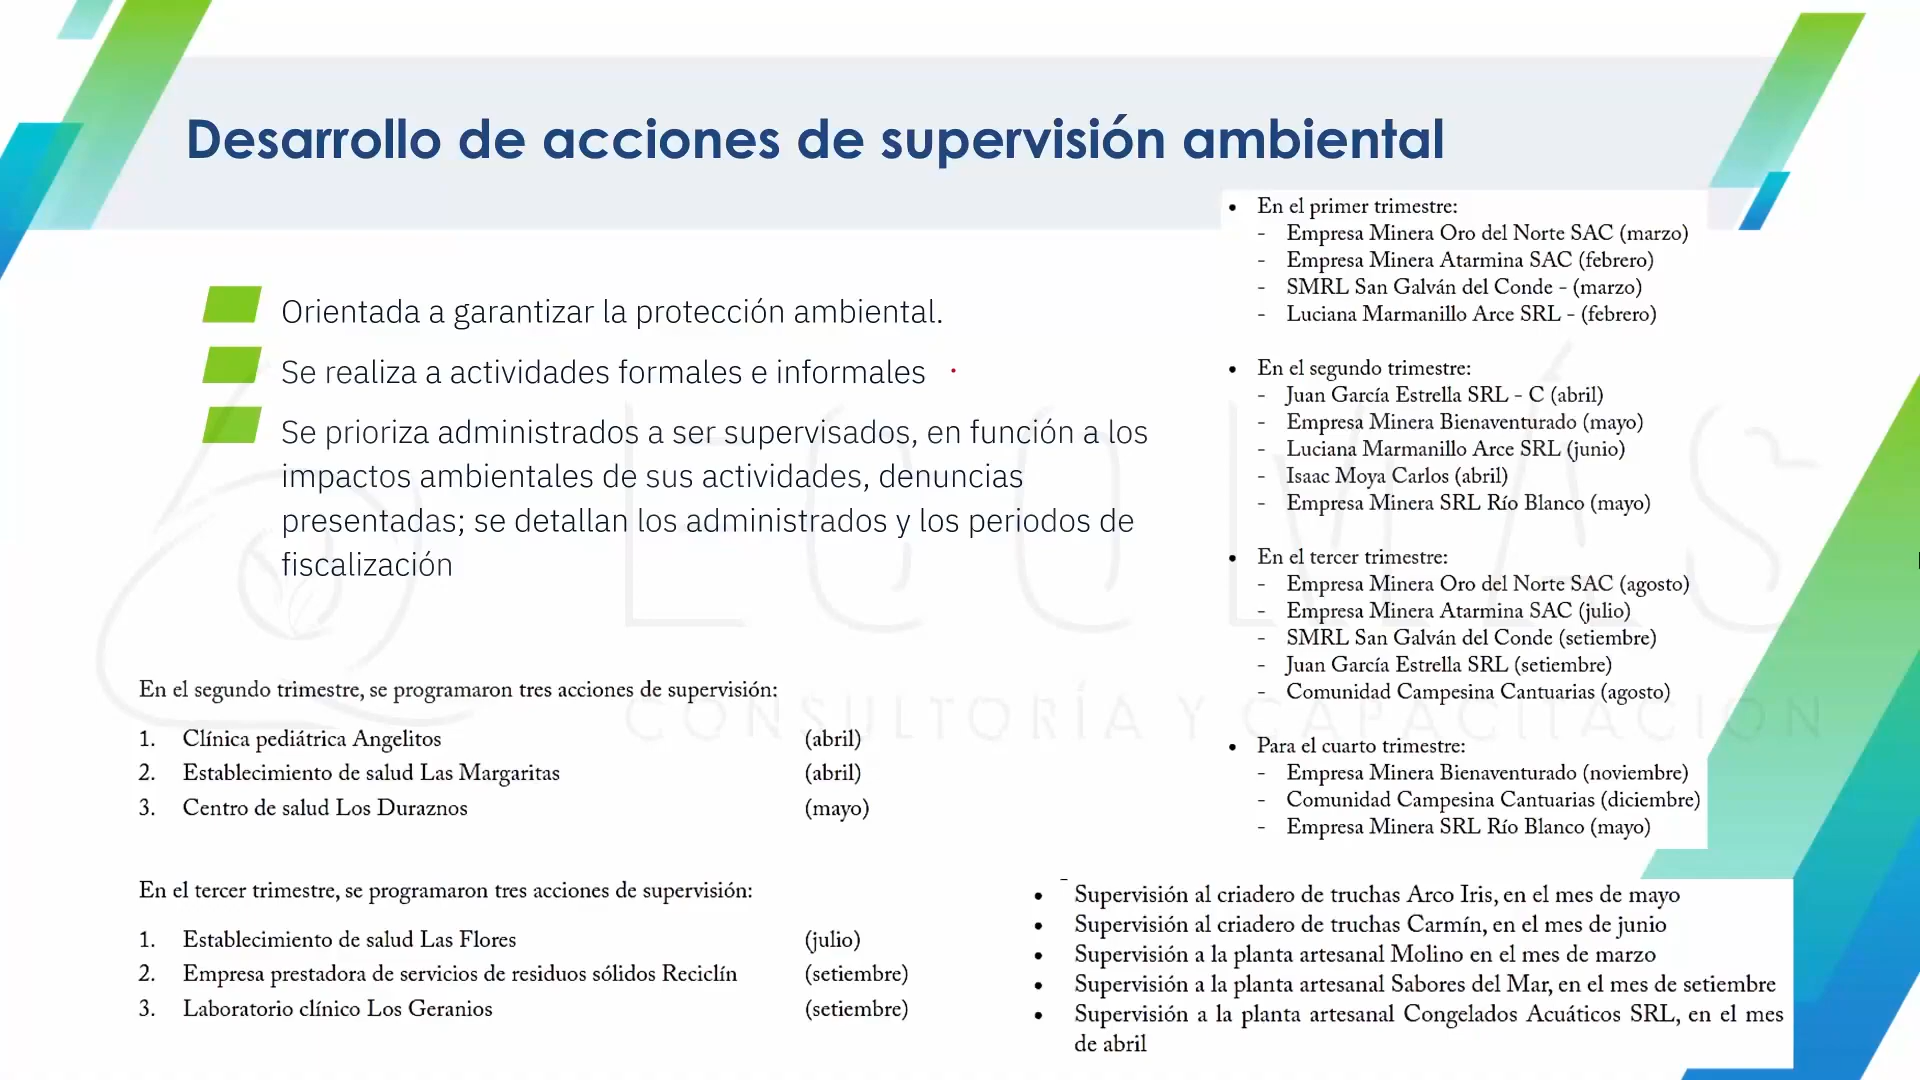 Desarrollo de acciones de supervisión ambiental
Orientada a garantizar la protección ambiental.
Se realiza a actividades formales e informales
Se prioriza administrados a ser supervisados, en función a los
impactos ambientales de sus actividades, denuncias
presentadas; se detallan los administrados y los periodos de
fiscalización
En el segundo trimestre, se programaron tres acciones de supervisión:
1. Clínica pediátrica Angelitos (abril)
2. Establecimiento de salud Las Margaritas (abril)
3. Centro de salud Los Duraznos (mayo)
En el tercer trimestre, se programaron tres acciones de supervisión:
1. Establecimiento de salud Las Flores (julio)
2. Empresa prestadora de servicios de residuos sólidos Reciclín (setiembre)
3. Laboratorio clínico Los Geranios (setiembre)
• En el primer trimestre:
- Empresa Minera Oro del Norte SAC (marzo)
- Empresa Minera Atarmina SAC (febrero)
- SMRL San Galván del Conde - (marzo)
- Luciana Marmanillo Arce SRL - (febrero)
• En el segundo trimestre:
- Juan García Estrella SRL - C (abril)
- Empresa Minera Bienaventurado (mayo)
- Luciana Marmanillo Arce SRL (junio)
- Isaac Moya Carlos (abril)
- Empresa Minera SRL Río Blanco (mayo)
• En el tercer trimestre:
- Empresa Minera Oro del Norte SAC (agosto)
- Empresa Minera Atarmina SAC (julio)
- SMRL San Galván del Conde (setiembre)
- Juan García Estrella SRL (setiembre)
- Comunidad Campesina Cantuarias (agosto)
• Para el cuarto trimestre:
- Empresa Minera Bienaventurado (noviembre)
- Comunidad Campesina Cantuarias (diciembre)
- Empresa Minera SRL Río Blanco (mayo)
• Supervisión al criadero de truchas Arco Iris, en el mes de mayo
• Supervisión al criadero de truchas Carmín, en el mes de junio
• Supervisión a la planta artesanal Molino en el mes de marzo
• Supervisión a la planta artesanal Sabores del Mar, en el mes de setiembre
• Supervisión a la planta artesanal Congelados Acuáticos SRL, en el mes
de abril
CONSULTORÍA Y CAPACITACIÓN